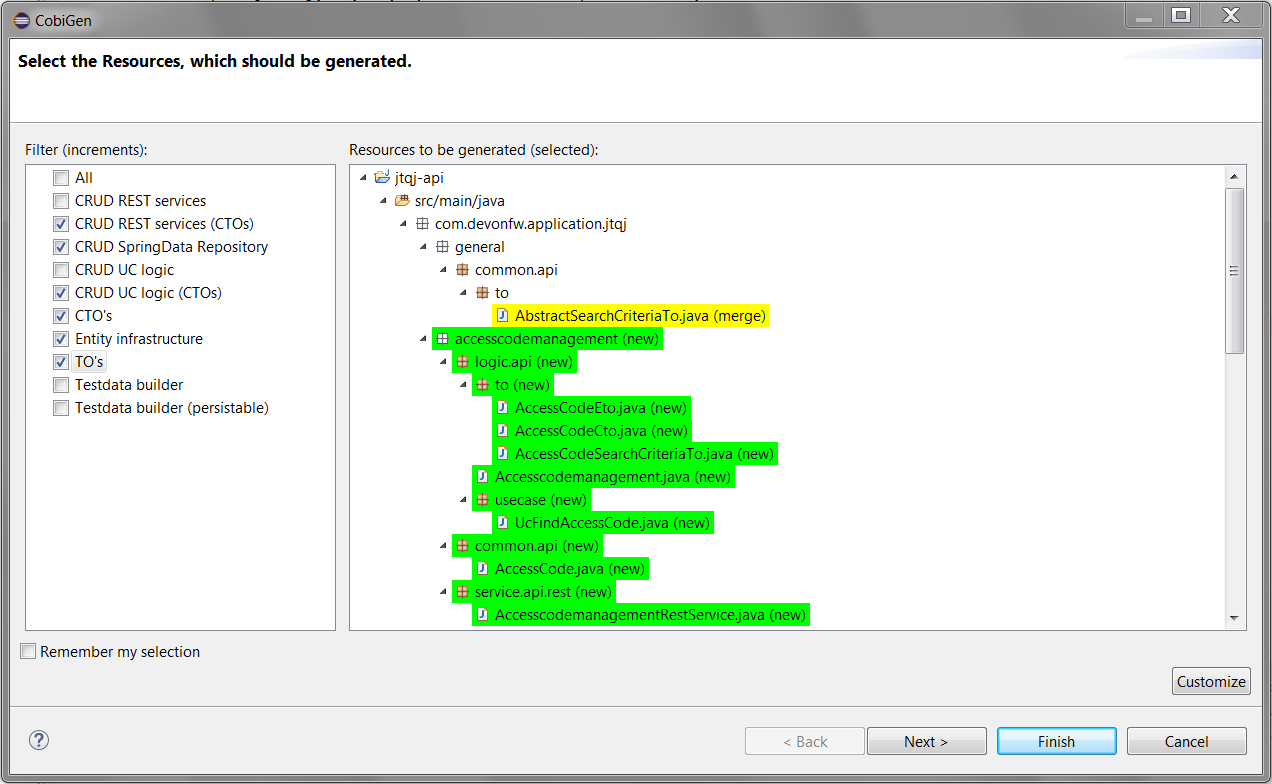 CobiGen
Select the Resources, which should be generated.
Filter (increments):
All
CRUD REST services
CRUD REST services (CTOs)
CRUD SpringData Repository
CRUD UC logic
CRUD UC logic (CTOs)
CTO's
Entity infrastructure
TO's
Testdata builder
Testdata builder (persistable)
Resources to be generated (selected):
jtqj-api
src/main/java
com.devonfw.application.jtqj
general
common.api
to
AbstractSearchCriteriaTo.java (merge)
accesscodemanagement (new)
logic.api (new)
to (new)
AccessCodeEto.java (new)
AccessCodeCto.java (new)
AccessCodeSearchCriteriaTo.java (new)
Accesscodemanagement.java (new)
usecase (new)
UcFindAccessCode.java (new)
common.api (new)
AccessCode.java (new)
service.api.rest (new)
AccesscodemanagementRestService.java (new)
Remember my selection
Customize
?
< Back
Next >
Finish
Cancel